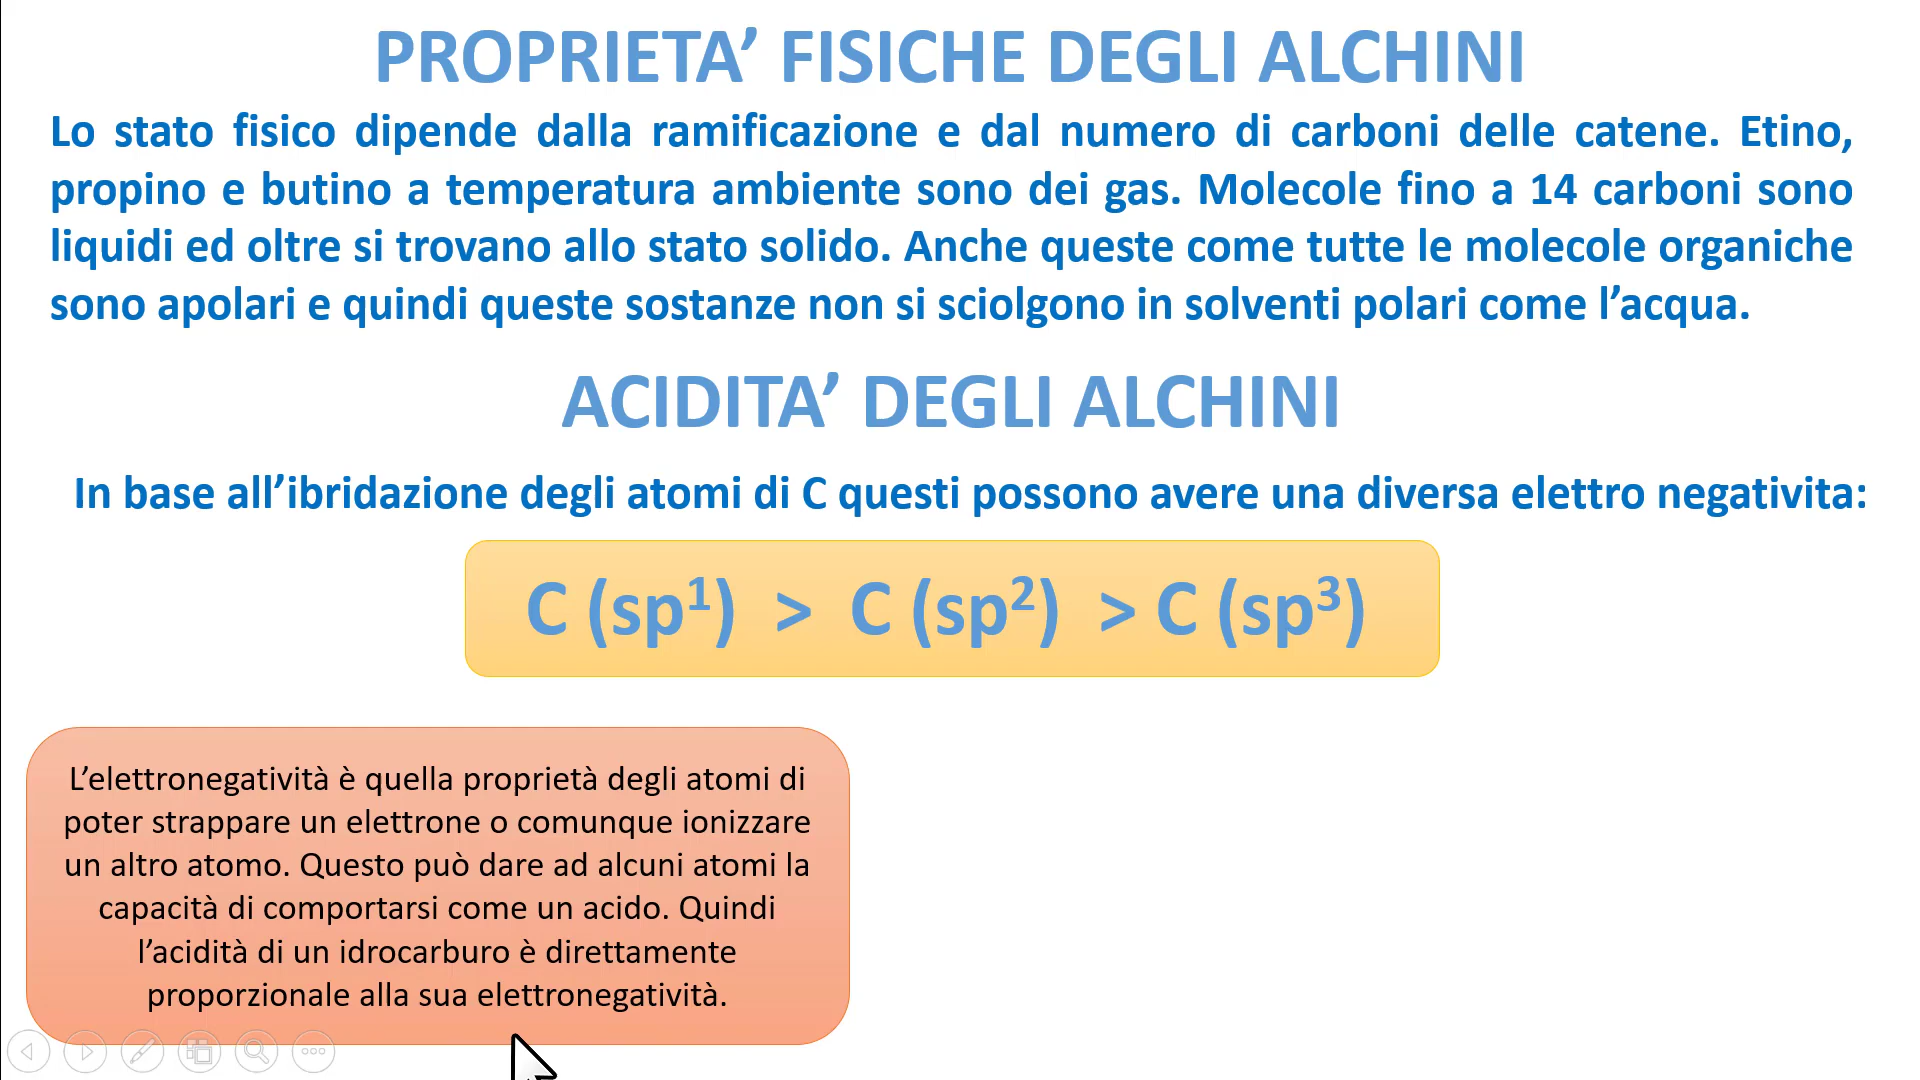 PROPRIETA’ FISICHE DEGLI ALCHINI
Lo stato fisico dipende dalla ramificazione e dal numero di carboni delle catene. Etino,
propino e butino a temperatura ambiente sono dei gas. Molecole fino a 14 carboni sono
liquidi ed oltre si trovano allo stato solido. Anche queste come tutte le molecole organiche
sono apolari e quindi queste sostanze non si sciolgono in solventi polari come l’acqua.
ACIDITA’ DEGLI ALCHINI
In base all’ibridazione degli atomi di C questi possono avere una diversa elettro negativita:
C (sp¹) > C (sp²) > C (sp³)
L’elettronegatività è quella proprietà degli atomi di
poter strappare un elettrone o comunque ionizzare
un altro atomo. Questo può dare ad alcuni atomi la
capacità di comportarsi come un acido. Quindi
l’acidità di un idrocarburo è direttamente
proporzionale alla sua elettronegatività.